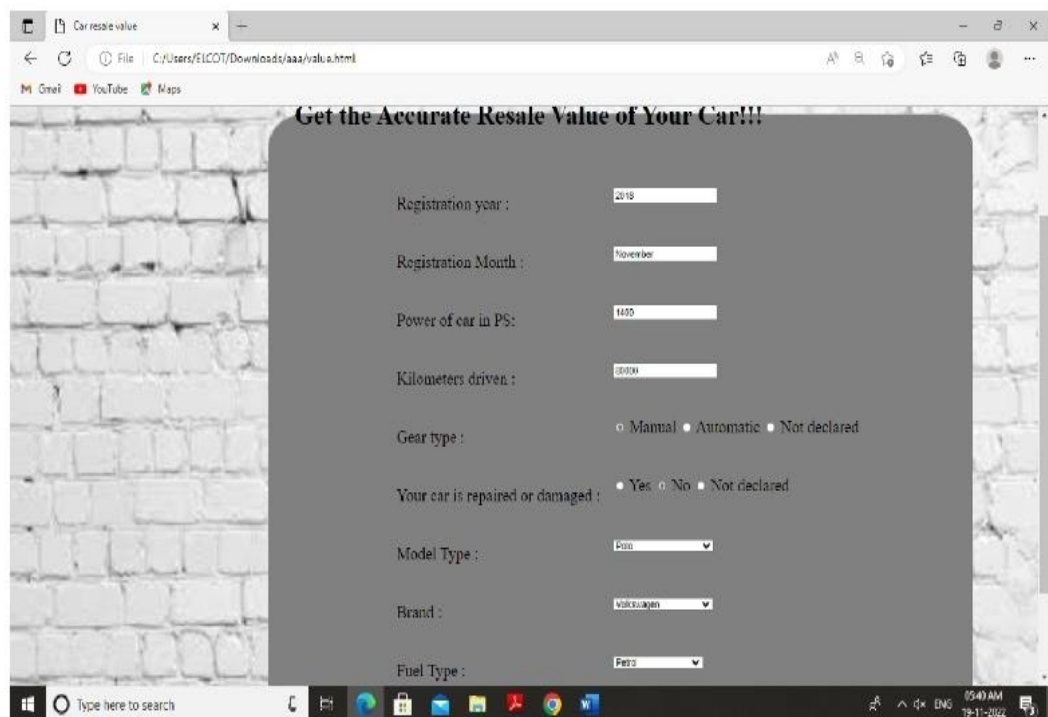 Car resale value
File C:/Users/ELCOT/Downloads/aaa/value.html
Gmail YouTube Maps
Get the Accurate Resale Value of Your Car!!!
Registration year : 2018
Registration Month : November
Power of car in PS: 1400
Kilometers driven : 80000
Gear type : Manual Automatic Not declared
Your car is repaired or damaged : Yes No Not declared
Model Type : Polo
Brand : Volkswagen
Fuel Type : Petrol
Type here to search
ENG
05:40 AM
19-11-2022